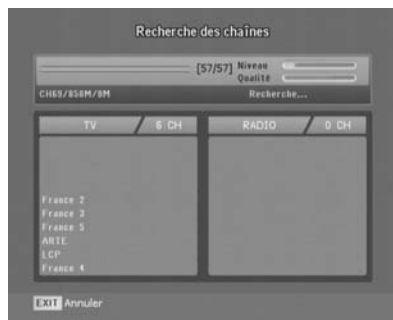 Recherche des chaînes
[57/57] Niveau
Qualité
CH69/858M/8M Recherche...
TV 6 CH RADIO 0 CH
France 2
France 3
France 5
ARTE
LCP
France 4
EXIT Annuler